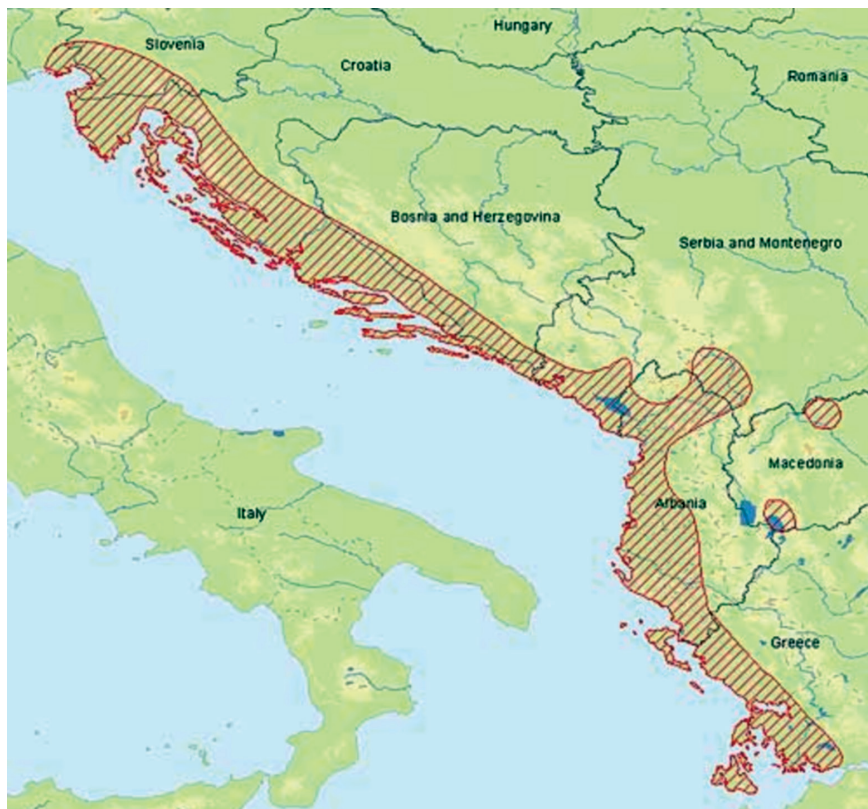 Hungary
Slovenia
Croatia
Romania
Bosnia and Herzegovina
Serbia and Montenegro
Macedonia
Albania
Italy
Greece